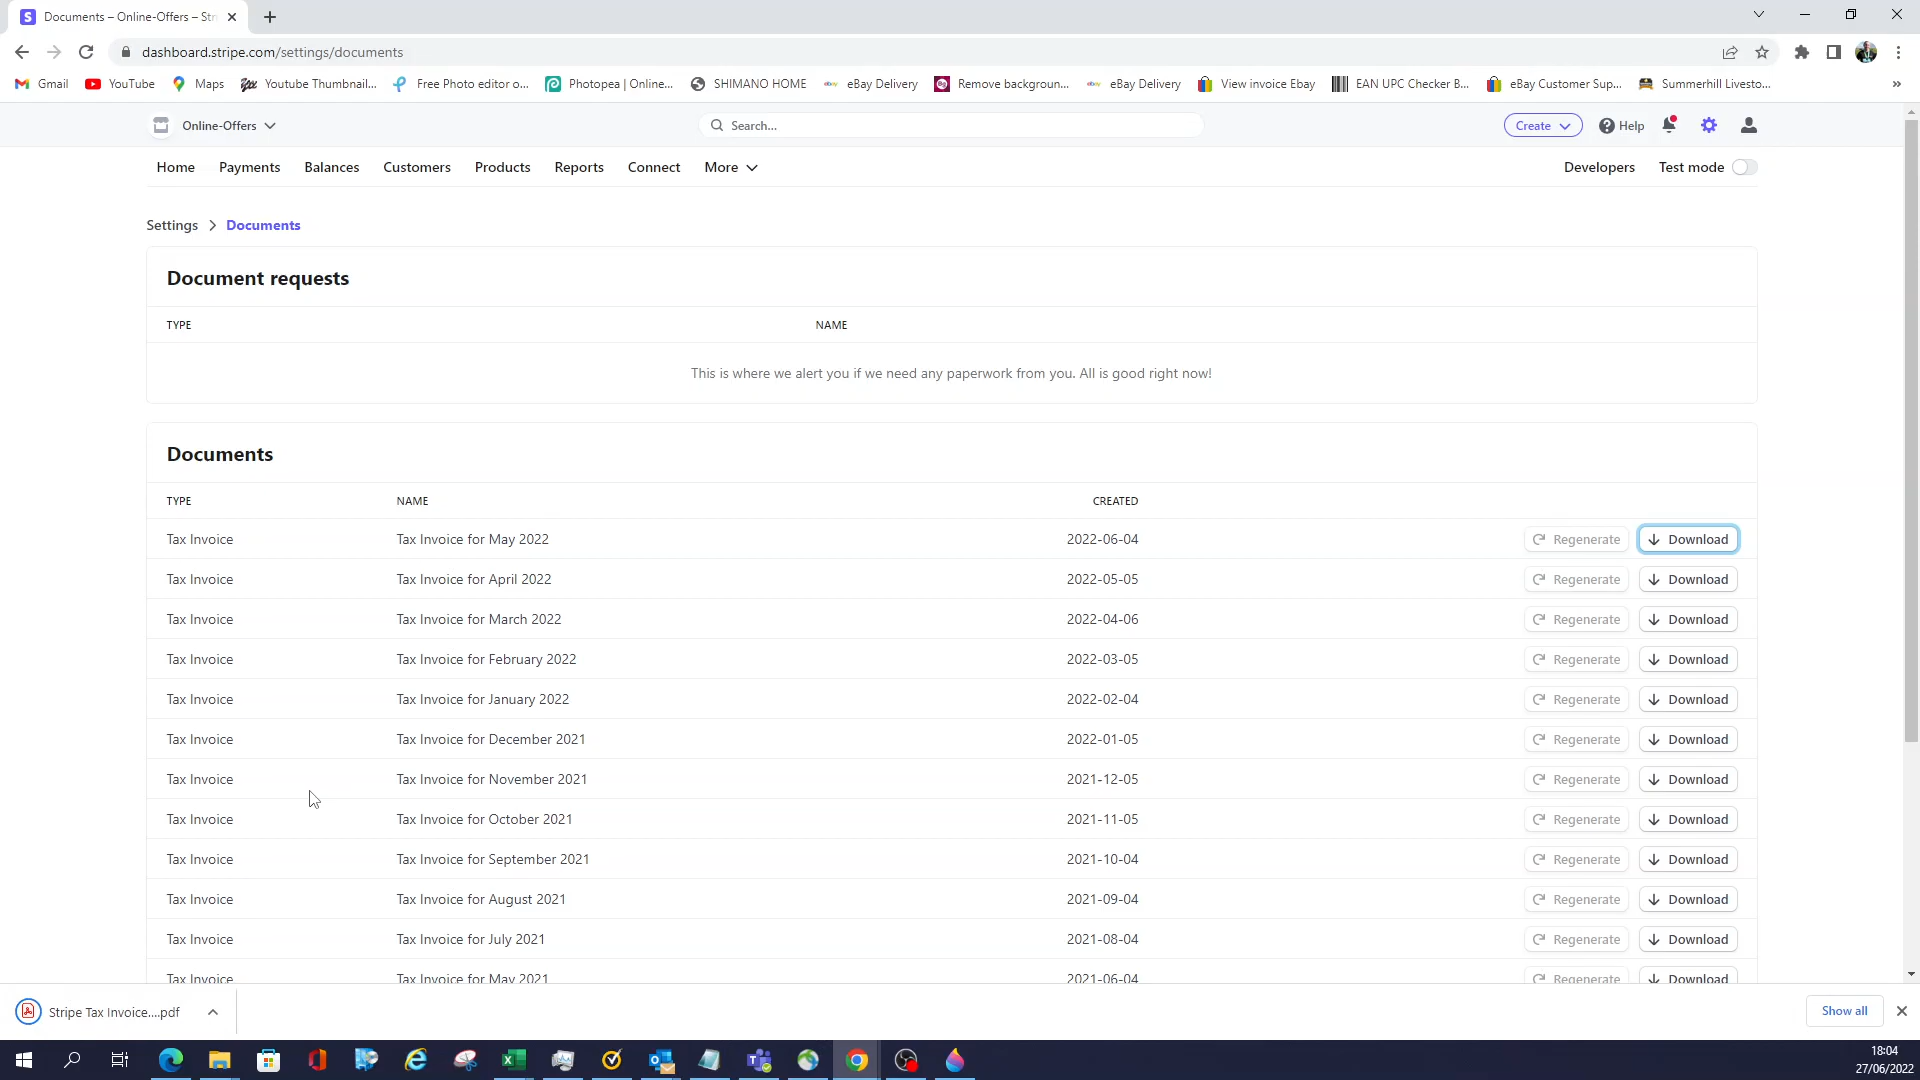 Documents – Online-Offers – Str
dashboard.stripe.com/settings/documents
Gmail
YouTube
Maps
Youtube Thumbnail...
Free Photo editor o...
Photopea | Online...
SHIMANO HOME
eBay Delivery
Remove backgroun...
eBay Delivery
View invoice Ebay
EAN UPC Checker B...
eBay Customer Sup...
Summerhill Livesto...
»
Online-Offers
Search...
Create
Help
Home
Payments
Balances
Customers
Products
Reports
Connect
More
Developers
Test mode
Settings > Documents
Document requests
TYPE NAME
This is where we alert you if we need any paperwork from you. All is good right now!
Documents
TYPE NAME CREATED
Tax Invoice Tax Invoice for May 2022 2022-06-04 Regenerate Download
Tax Invoice Tax Invoice for April 2022 2022-05-05 Regenerate Download
Tax Invoice Tax Invoice for March 2022 2022-04-06 Regenerate Download
Tax Invoice Tax Invoice for February 2022 2022-03-05 Regenerate Download
Tax Invoice Tax Invoice for January 2022 2022-02-04 Regenerate Download
Tax Invoice Tax Invoice for December 2021 2022-01-05 Regenerate Download
Tax Invoice Tax Invoice for November 2021 2021-12-05 Regenerate Download
Tax Invoice Tax Invoice for October 2021 2021-11-05 Regenerate Download
Tax Invoice Tax Invoice for September 2021 2021-10-04 Regenerate Download
Tax Invoice Tax Invoice for August 2021 2021-09-04 Regenerate Download
Tax Invoice Tax Invoice for July 2021 2021-08-04 Regenerate Download
Tax Invoice Tax Invoice for May 2021 2021-06-04 Regenerate Download
Stripe Tax Invoice....pdf
Show all
18:04
27/06/2022